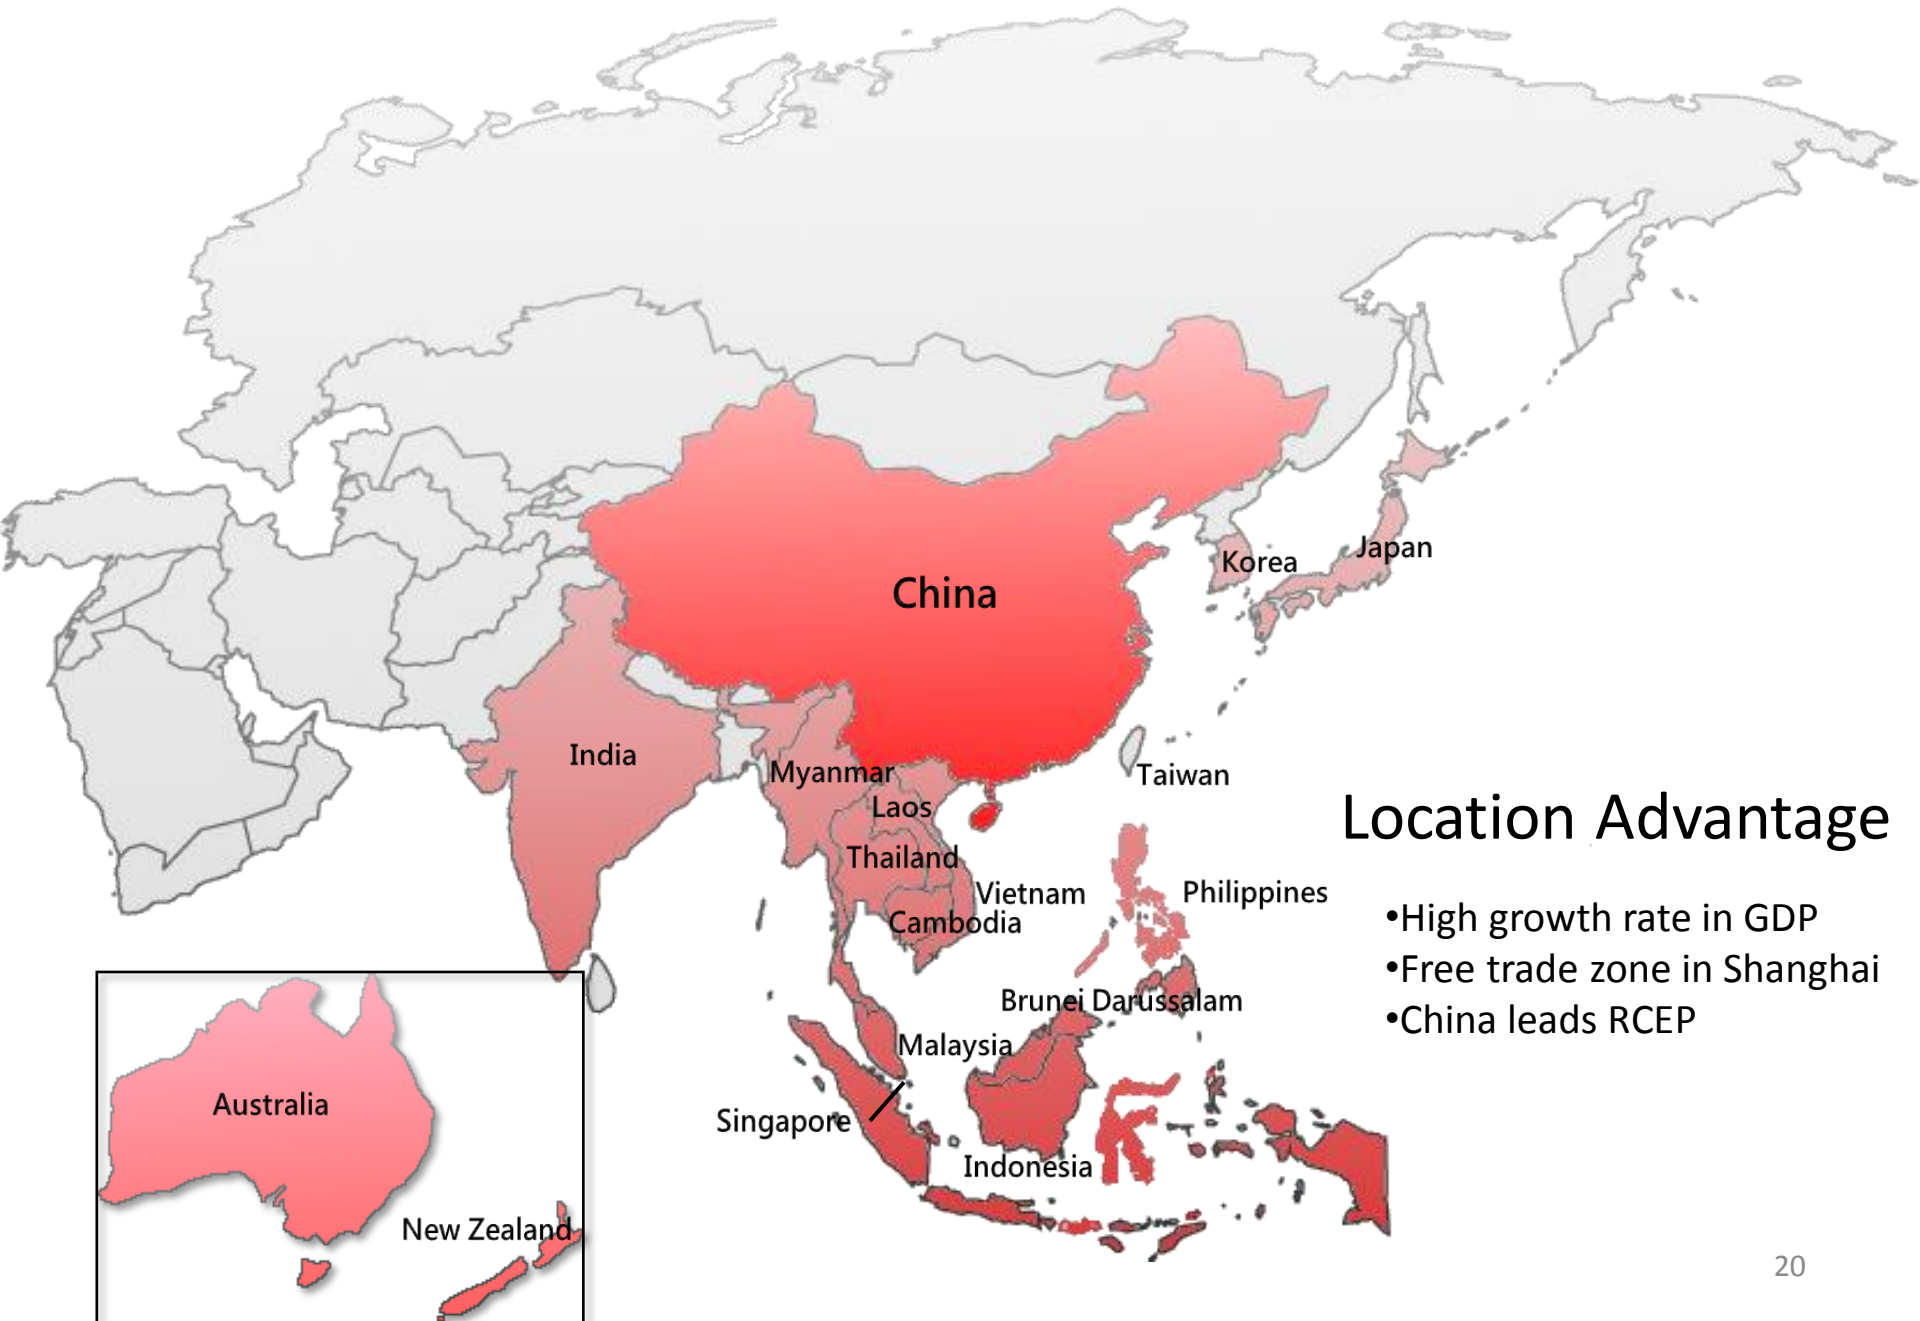 Korea
Japan
China
India
Myanmar
Taiwan
Laos
Thailand
Vietnam
Cambodia
Philippines
Brunei Darussalam
Malaysia
Singapore
Indonesia
Australia
New Zealand
Location Advantage
•High growth rate in GDP
•Free trade zone in Shanghai
•China leads RCEP
20